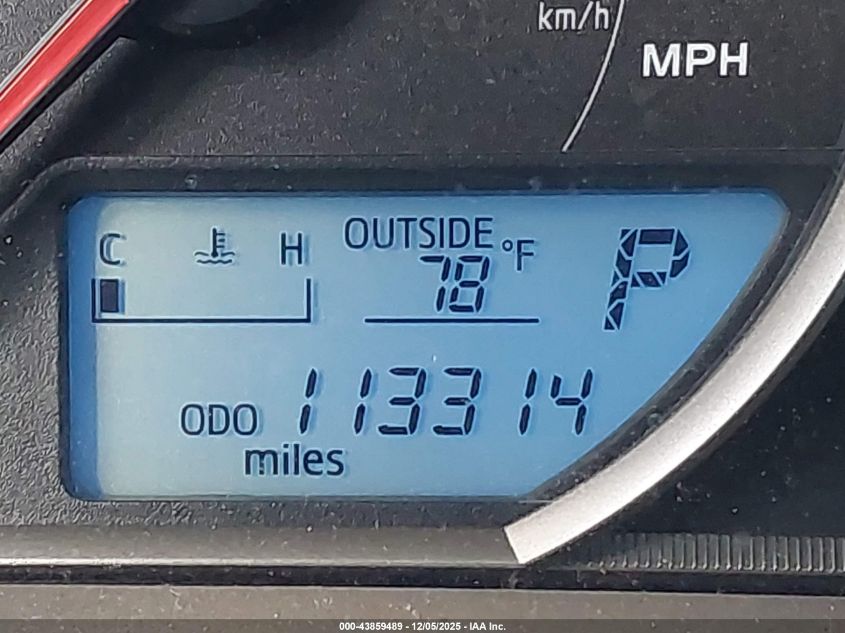 km/h
MPH
C H OUTSIDE °F P
78
ODO 113314
miles
000-43859489 - 12/05/2025 - IAA Inc.